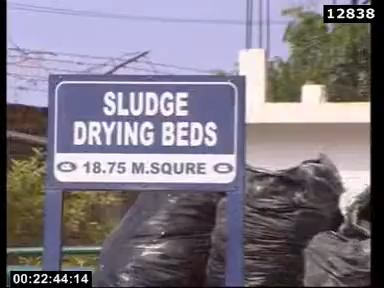 12838
SLUDGE
DRYING BEDS
18.75 M.SQURE
00:22:44:14